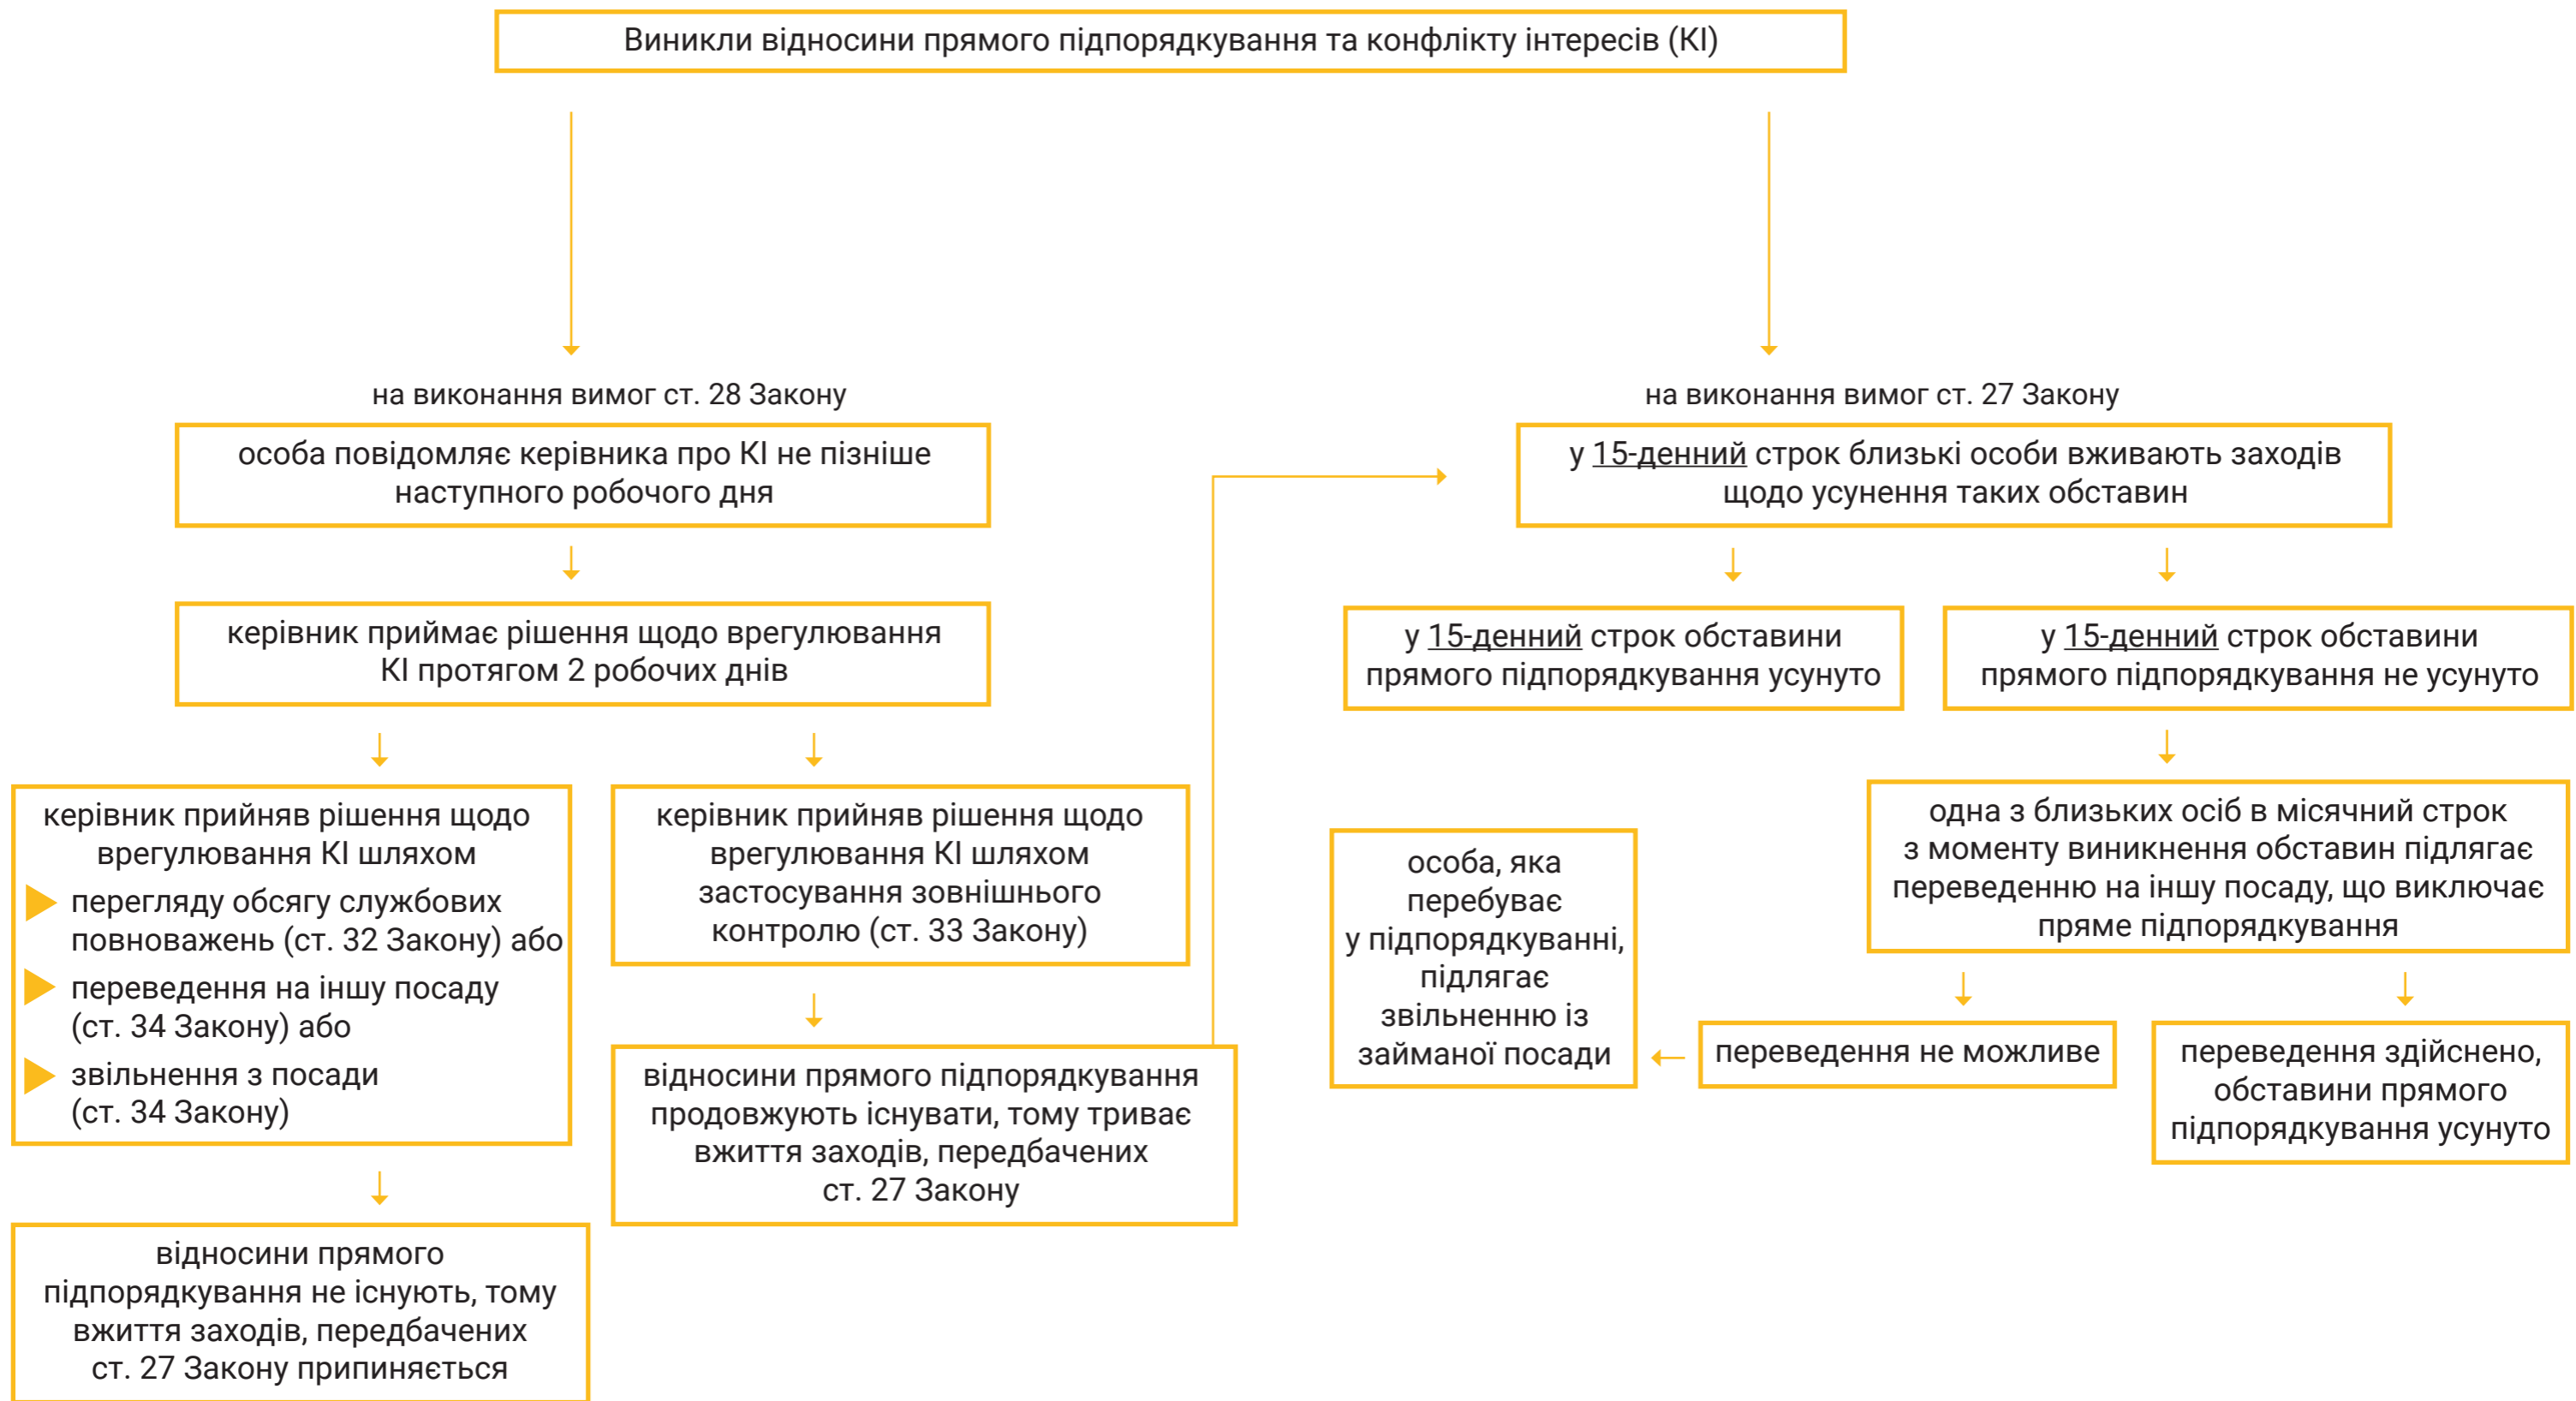 Виникли відносини прямого підпорядкування та конфлікту інтересів (КІ)
на виконання вимог ст. 28 Закону
особа повідомляє керівника про КІ не пізніше
наступного робочого дня
керівник приймає рішення щодо врегулювання
КІ протягом 2 робочих днів
керівник прийняв рішення щодо
врегулювання КІ шляхом
перегляду обсягу службових
повноважень (ст. 32 Закону) або
переведення на іншу посаду
(ст. 34 Закону) або
звільнення з посади
(ст. 34 Закону)
відносини прямого
підпорядкування не існують, тому
вжиття заходів, передбачених
ст. 27 Закону припиняється
керівник прийняв рішення щодо
врегулювання КІ шляхом
застосування зовнішнього
контролю (ст. 33 Закону)
відносини прямого підпорядкування
продовжують існувати, тому триває
вжиття заходів, передбачених
ст. 27 Закону
на виконання вимог ст. 27 Закону
у 15-денний строк близькі особи вживають заходів
щодо усунення таких обставин
у 15-денний строк обставини
прямого підпорядкування усунуто
у 15-денний строк обставини
прямого підпорядкування не усунуто
одна з близьких осіб в місячний строк
з моменту виникнення обставин підлягає
переведенню на іншу посаду, що виключає
пряме підпорядкування
переведення не можливе
особа, яка
перебуває
у підпорядкуванні,
підлягає
звільненню із
займаної посади
переведення здійснено,
обставини прямого
підпорядкування усунуто